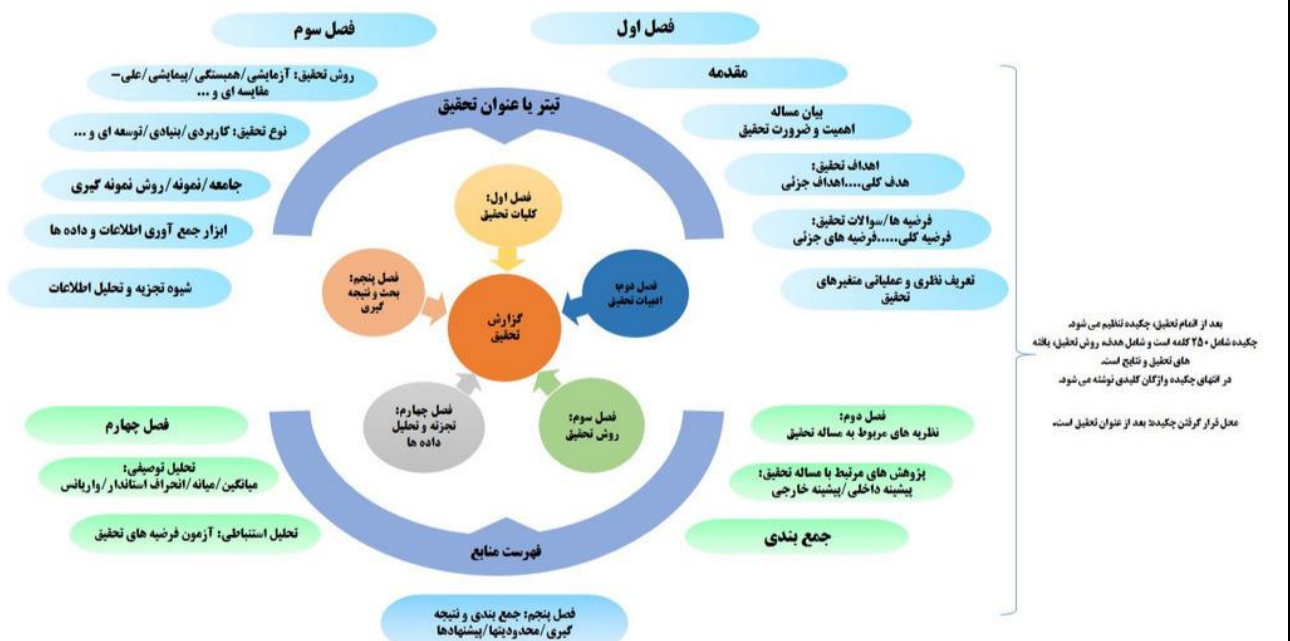 فصل اول
مقدمه
بیان مساله
اهمیت و ضرورت تحقیق
اهداف تحقیق:
هدف کلی....اهداف جزئی
فرضیه ها/سوالات تحقیق:
فرضیه کلی.....فرضیه های جزئی
تعریف نظری و عملیاتی متغیرهای
تحقیق
فصل سوم
روش تحقیق: آزمایشی/همبستگی/پیمایشی/علی-
مقایسه ای و ...
نوع تحقیق: کاربردی/بنیادی/توسعه ای و ...
جامعه/نمونه/روش نمونه گیری
ابزار جمع آوری اطلاعات و داده ها
شیوه تجزیه و تحلیل اطلاعات
تیتر یا عنوان تحقیق
فصل اول:
کلیات تحقیق
فصل دوم:
ادبیات تحقیق
فصل سوم:
روش تحقیق
فصل چهارم:
تجزته و تحلیل
داده ها
فصل پنجم:
بحث و نتیجه
گیری
گزارش
تحقیق
فصل دوم:
نظریه های مربوط به مساله تحقیق
پژوهش های مرتبط با مساله تحقیق:
پیشینه داخلی/پیشینه خارجی
جمع بندی
فصل چهارم
تحلیل توصیفی:
میانگین/میانه/انحراف استاندار/واریانس
تحلیل استنباطی: آزمون فرضیه های تحقیق
فهرست منابع
فصل پنجم: جمع بندی و نتیجه
گیری/محدودیتها/پیشنهادها
بعد از اتمام تحقیق، چکیده تنظیم می شود.
چکیده شامل ۲۵۰ کلمه است و شامل هدف، روش تحقیق، یافته
های تحقیق و نتایج است.
در انتهای چکیده واژگان کلیدی نوشته می شود.
محل قرار گرفتن چکیده: بعد از عنوان تحقیق است.